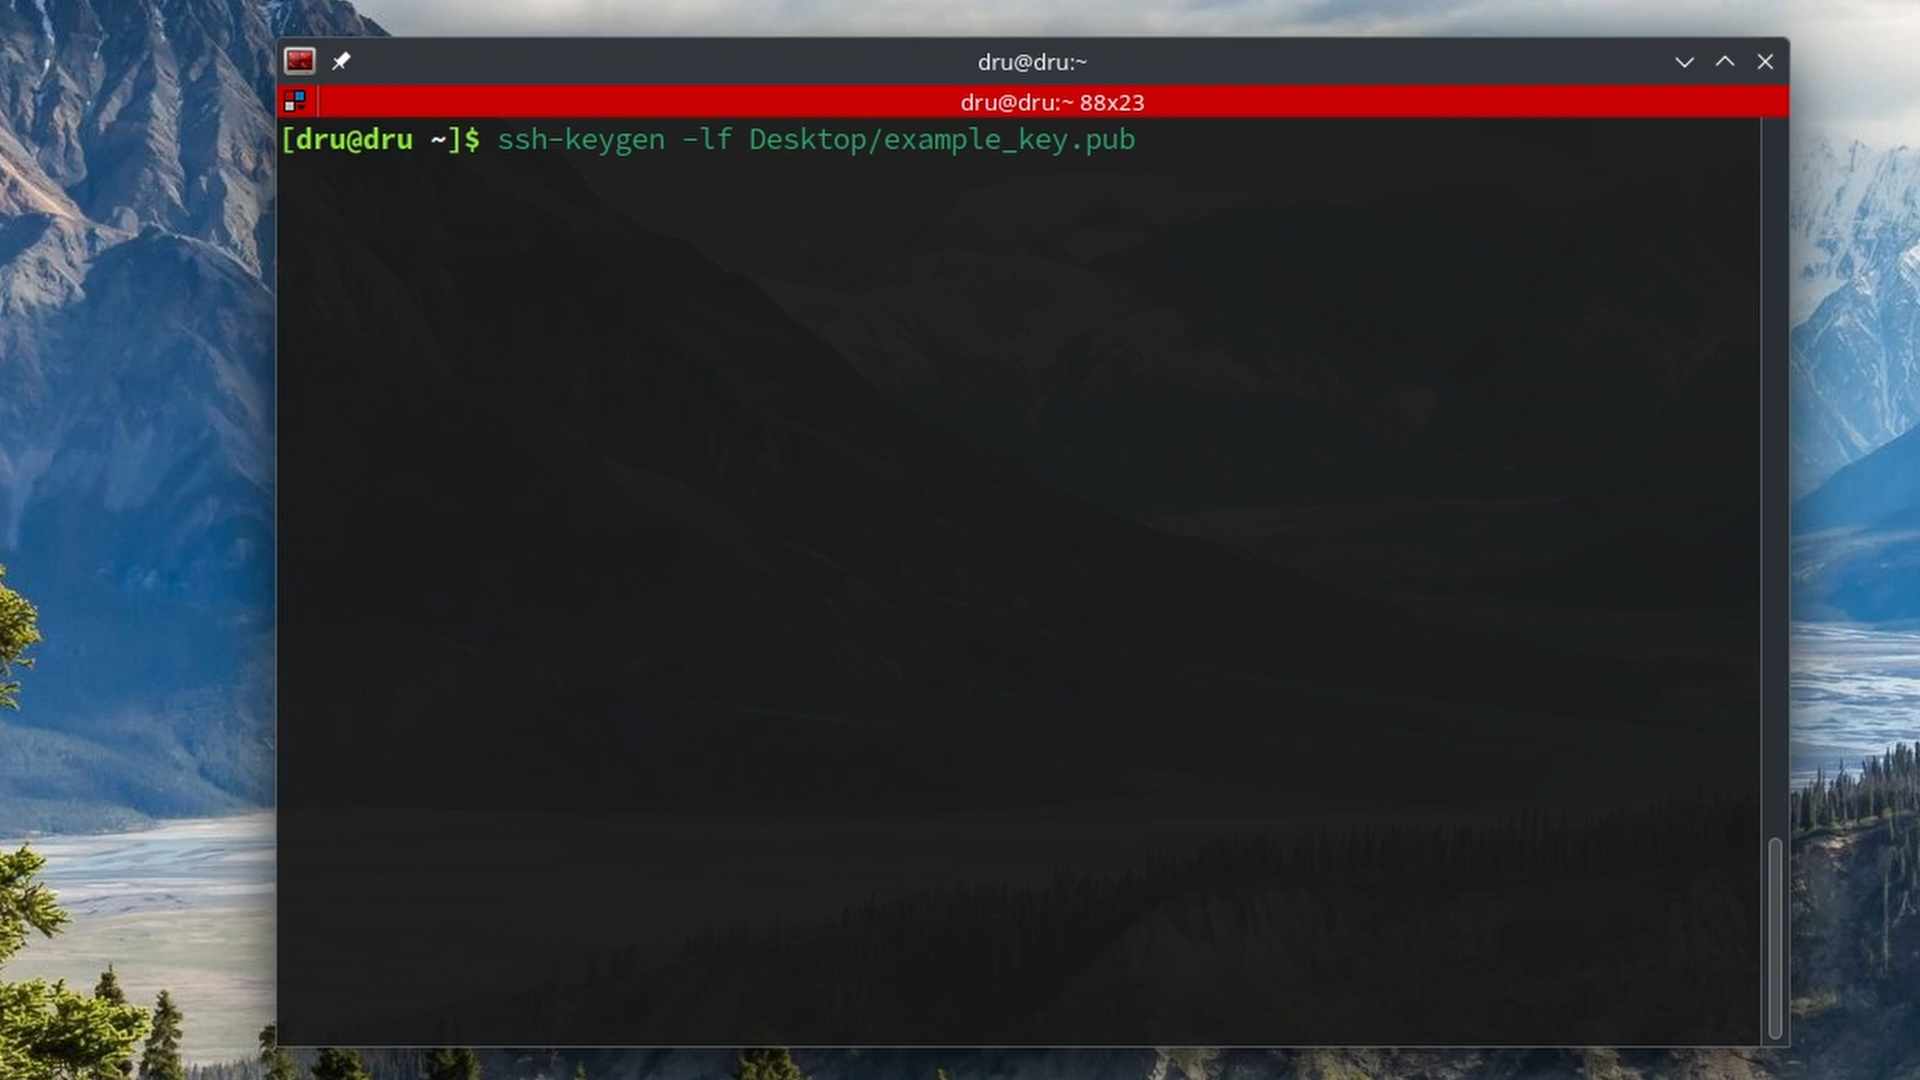 dru@dru:~
dru@dru:~ 88x23
[dru@dru ~]$ ssh-keygen -lf Desktop/example_key.pub